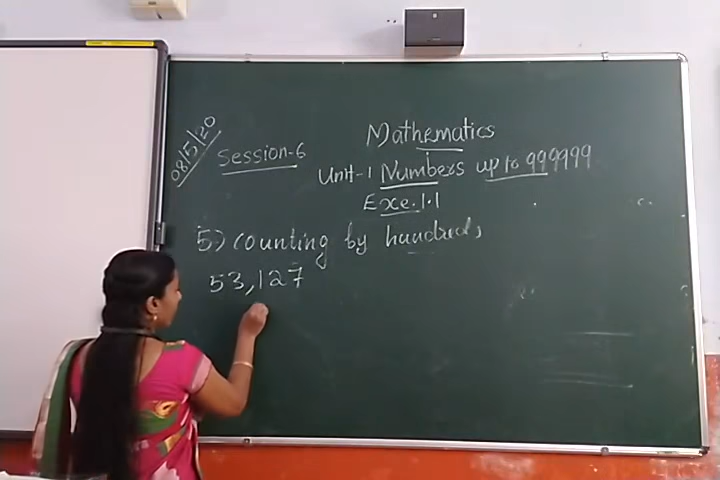 08/5/20
Session-6
Mathematics
Unit-1 Numbers up to 999999
Exe.1.1
5) Counting by hundreds
53,127